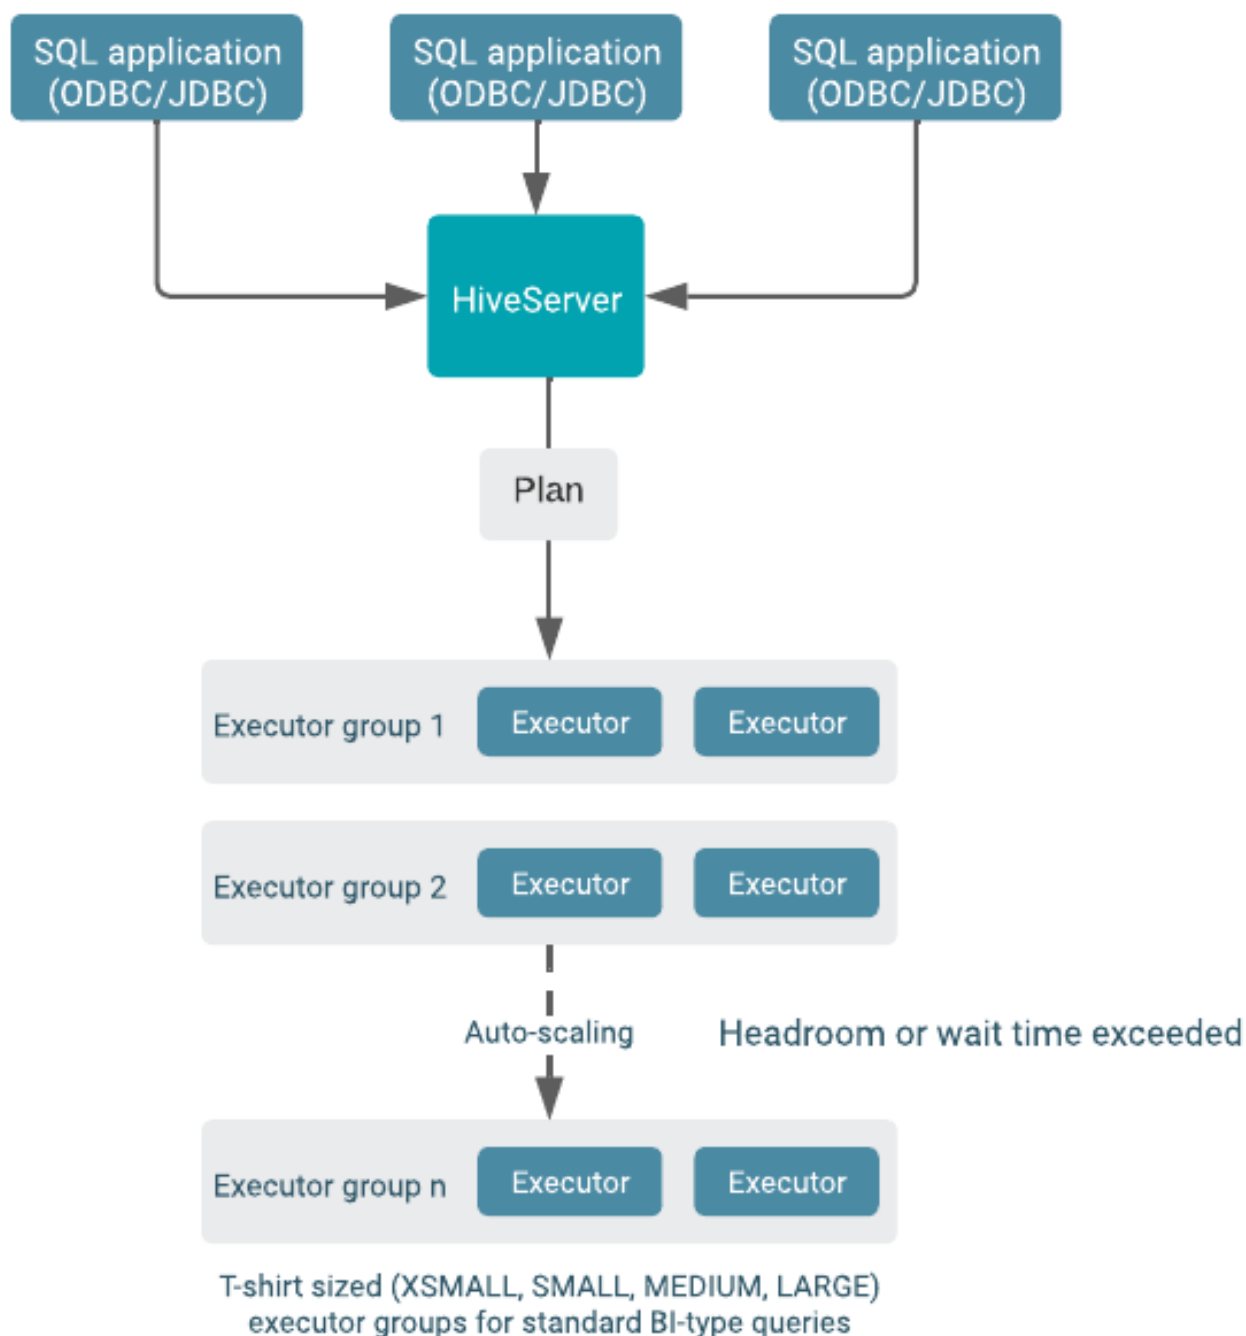 SQL application
(ODBC/JDBC)
SQL application
(ODBC/JDBC)
SQL application
(ODBC/JDBC)
HiveServer
Plan
Executor group 1
Executor
Executor
Executor group 2
Executor
Executor
Auto-scaling
Headroom or wait time exceeded
Executor group n
Executor
Executor
T-shirt sized (XSMALL, SMALL, MEDIUM, LARGE)
executor groups for standard BI-type queries